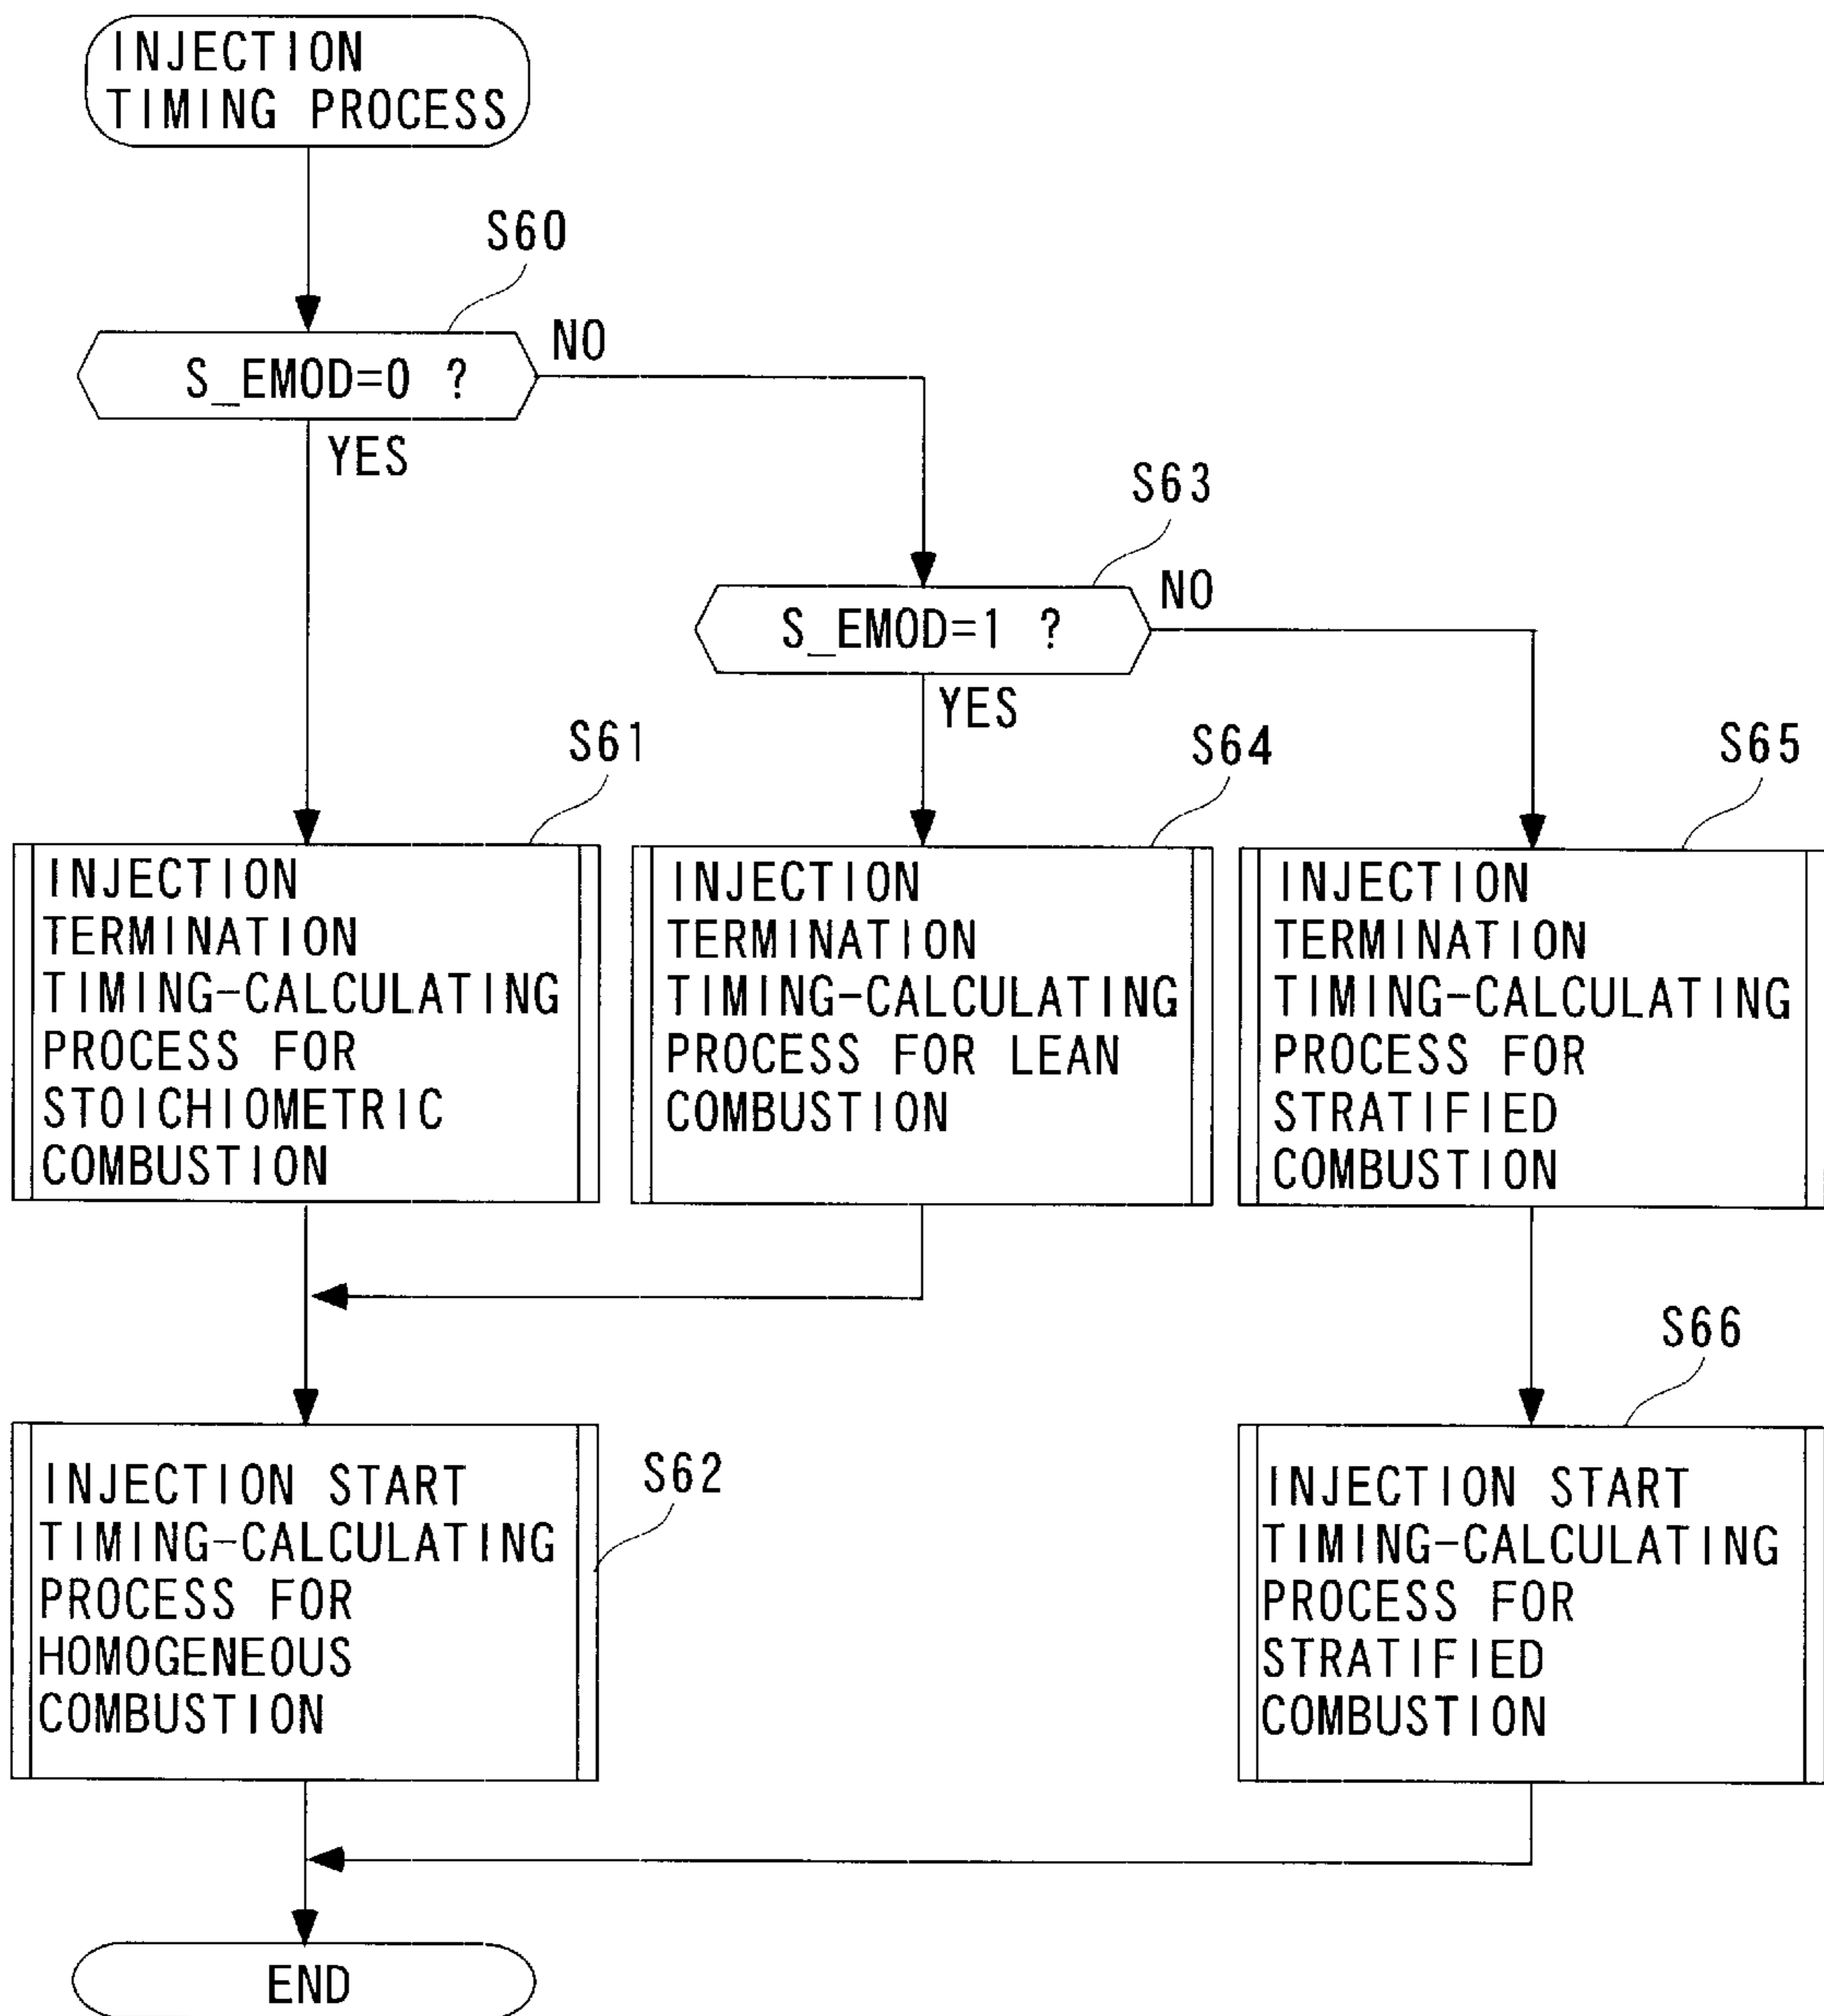 INJECTION
TIMING PROCESS
S60
S_EMOD=0 ?
NO
YES
S63
S_EMOD=1 ?
NO
YES
S61
INJECTION
TERMINATION
TIMING-CALCULATING
PROCESS FOR
STOICHIOMETRIC
COMBUSTION
S64
INJECTION
TERMINATION
TIMING-CALCULATING
PROCESS FOR LEAN
COMBUSTION
S65
INJECTION
TERMINATION
TIMING-CALCULATING
PROCESS FOR
STRATIFIED
COMBUSTION
S62
INJECTION START
TIMING-CALCULATING
PROCESS FOR
HOMOGENEOUS
COMBUSTION
S66
INJECTION START
TIMING-CALCULATING
PROCESS FOR
STRATIFIED
COMBUSTION
END